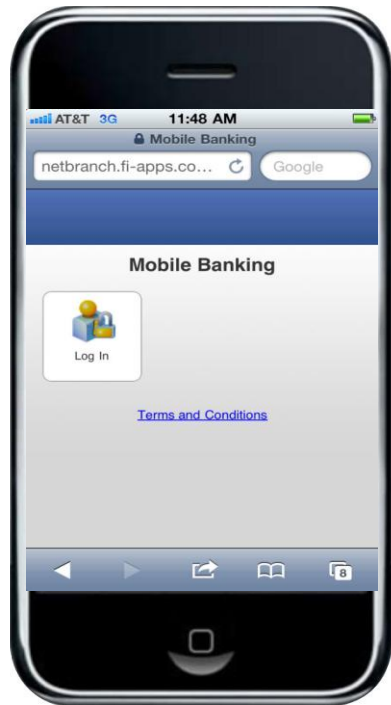 AT&T 3G 11:48 AM
Mobile Banking
netbranch.fi-apps.co... Google
Mobile Banking
Log In
Terms and Conditions
8